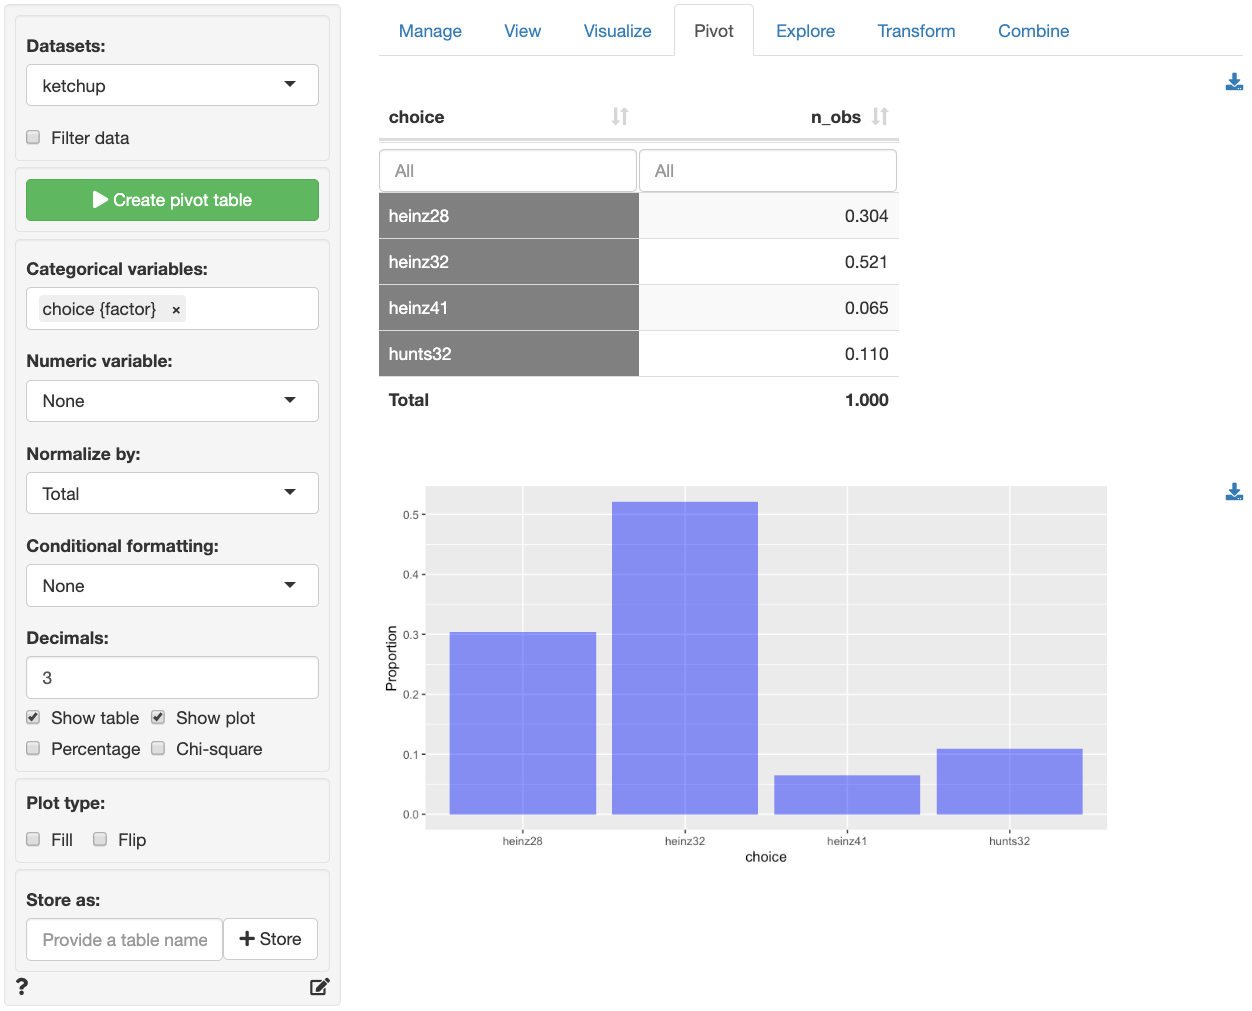 Datasets:
ketchup
Filter data
Create pivot table
Categorical variables:
choice {factor} ×
Numeric variable:
None
Normalize by:
Total
Conditional formatting:
None
Decimals:
3
Show table Show plot
Percentage Chi-square
Plot type:
Fill Flip
Store as:
Provide a table name + Store
?
Manage View Visualize Pivot Explore Transform Combine
choice n_obs
All All
heinz28 0.304
heinz32 0.521
heinz41 0.065
hunts32 0.110
Total 1.000
Proportion
0.5
0.4
0.3
0.2
0.1
0.0
heinz28 heinz32 heinz41 hunts32
choice